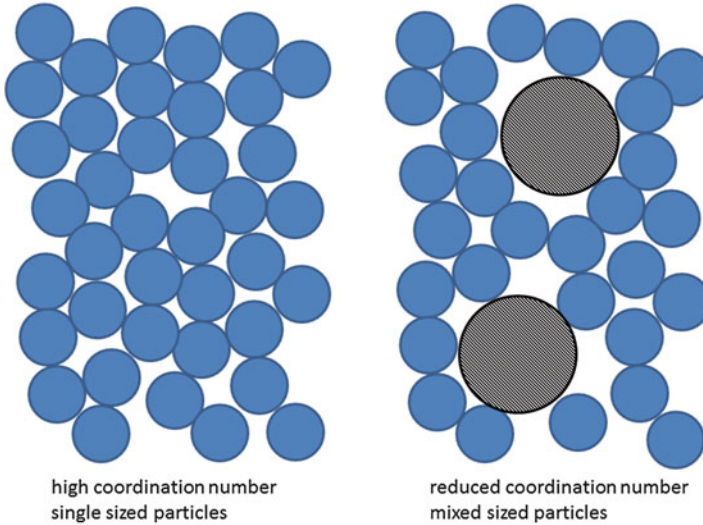 high coordination number
single sized particles
reduced coordination number
mixed sized particles